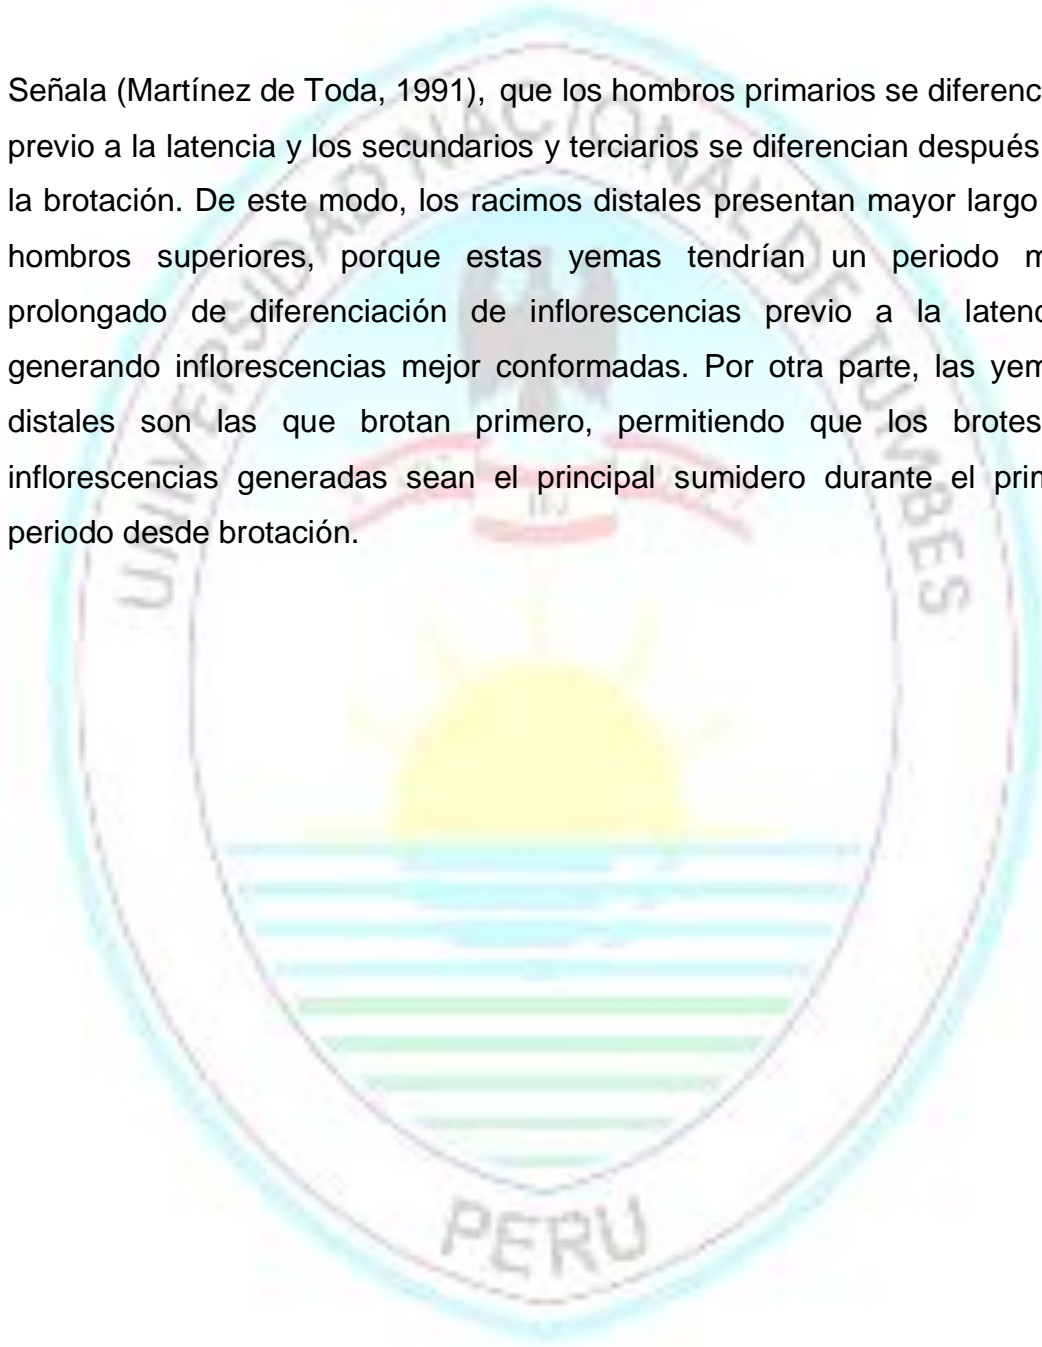 Señala (Martínez de Toda, 1991), que los hombros primarios se diferenc
previo a la latencia y los secundarios y terciarios se diferencian después
la brotación. De este modo, los racimos distales presentan mayor largo
hombros superiores, porque estas yemas tendrían un periodo m
prolongado de diferenciación de inflorescencias previo a la latenc
generando inflorescencias mejor conformadas. Por otra parte, las yem
distales son las que brotan primero, permitiendo que los brotes
inflorescencias generadas sean el principal sumidero durante el prim
periodo desde brotación.
UNIVERSIDAD NACIONAL DE TUMBES
PERU